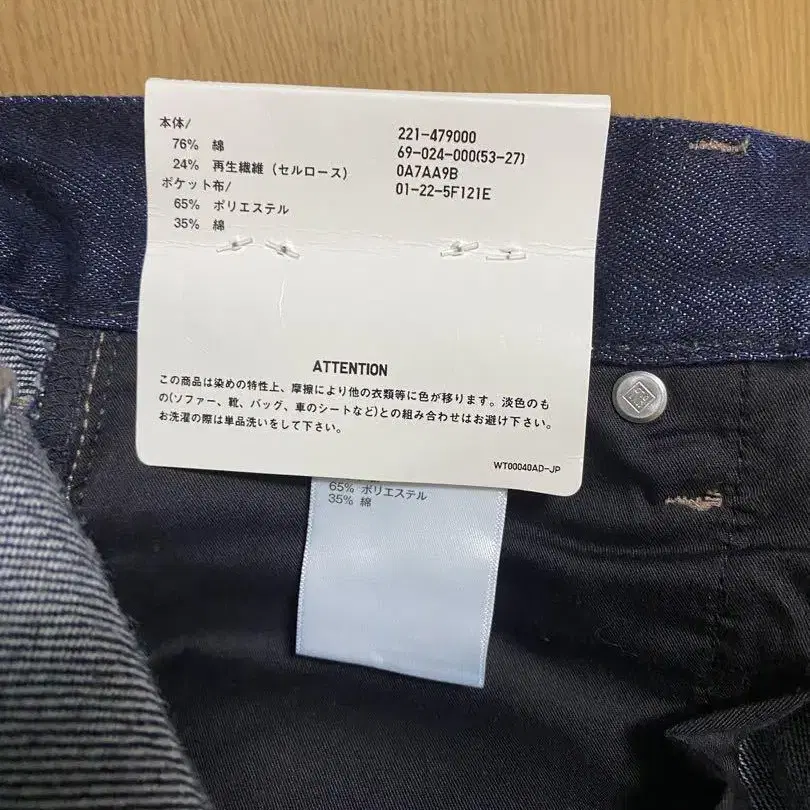 本体/
76% 綿
24% 再生繊維（セルロース）
ポケット布/
65% ポリエステル
35% 綿
221-479000
69-024-000(53-27)
0A7AA9B
01-22-5F121E
ATTENTION
この商品は染めの特性上、摩擦により他の衣類等に色が移ります。淡色のも
の(ソファー、靴、バッグ、車のシートなど)との組み合わせはお避け下さい。
お洗濯の際は単品洗いをして下さい。
WT00040AD-JP
65% ポリエステル
35% 綿